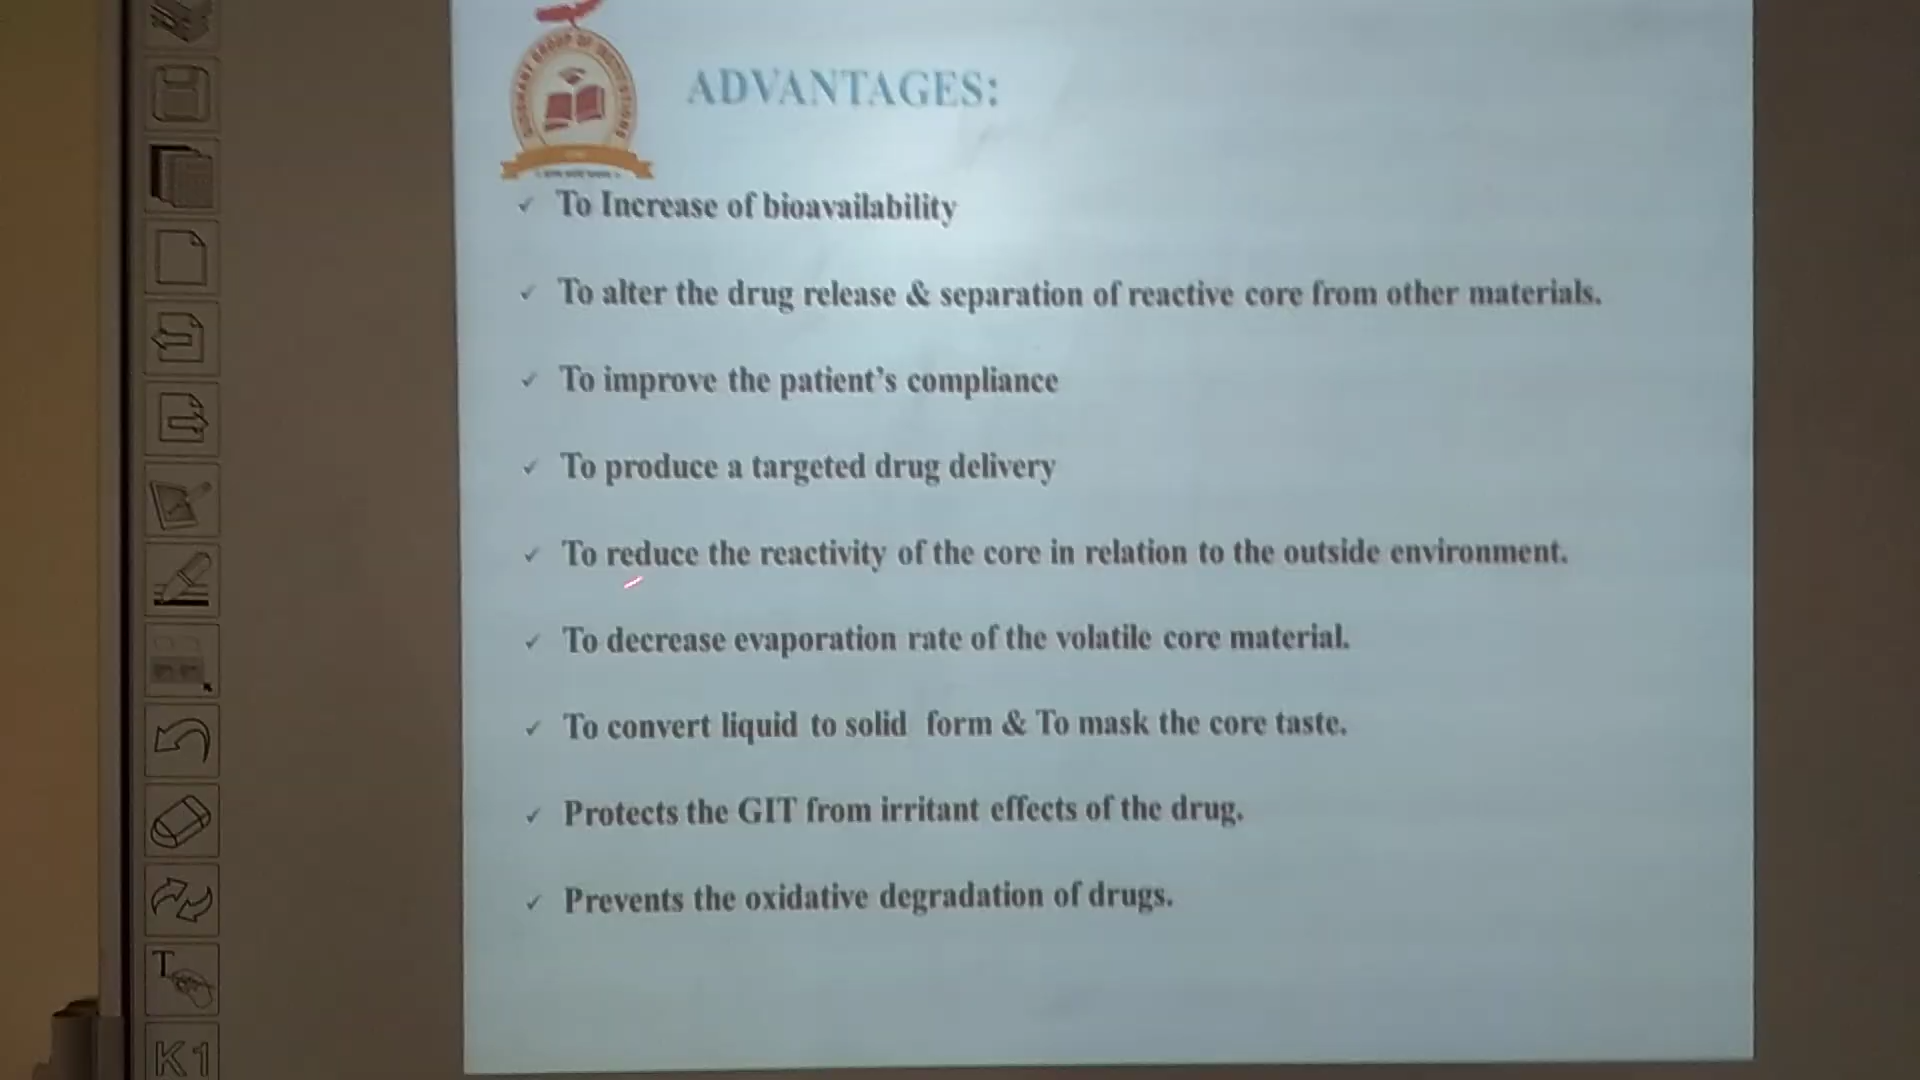 GROUP OF INSTITUTIONS
ADVANTAGES:
✓ To Increase of bioavailability
✓ To alter the drug release & separation of reactive core from other materials.
✓ To improve the patient's compliance
✓ To produce a targeted drug delivery
✓ To reduce the reactivity of the core in relation to the outside environment.
✓ To decrease evaporation rate of the volatile core material.
✓ To convert liquid to solid form & To mask the core taste.
✓ Protects the GIT from irritant effects of the drug.
✓ Prevents the oxidative degradation of drugs.
T
K1